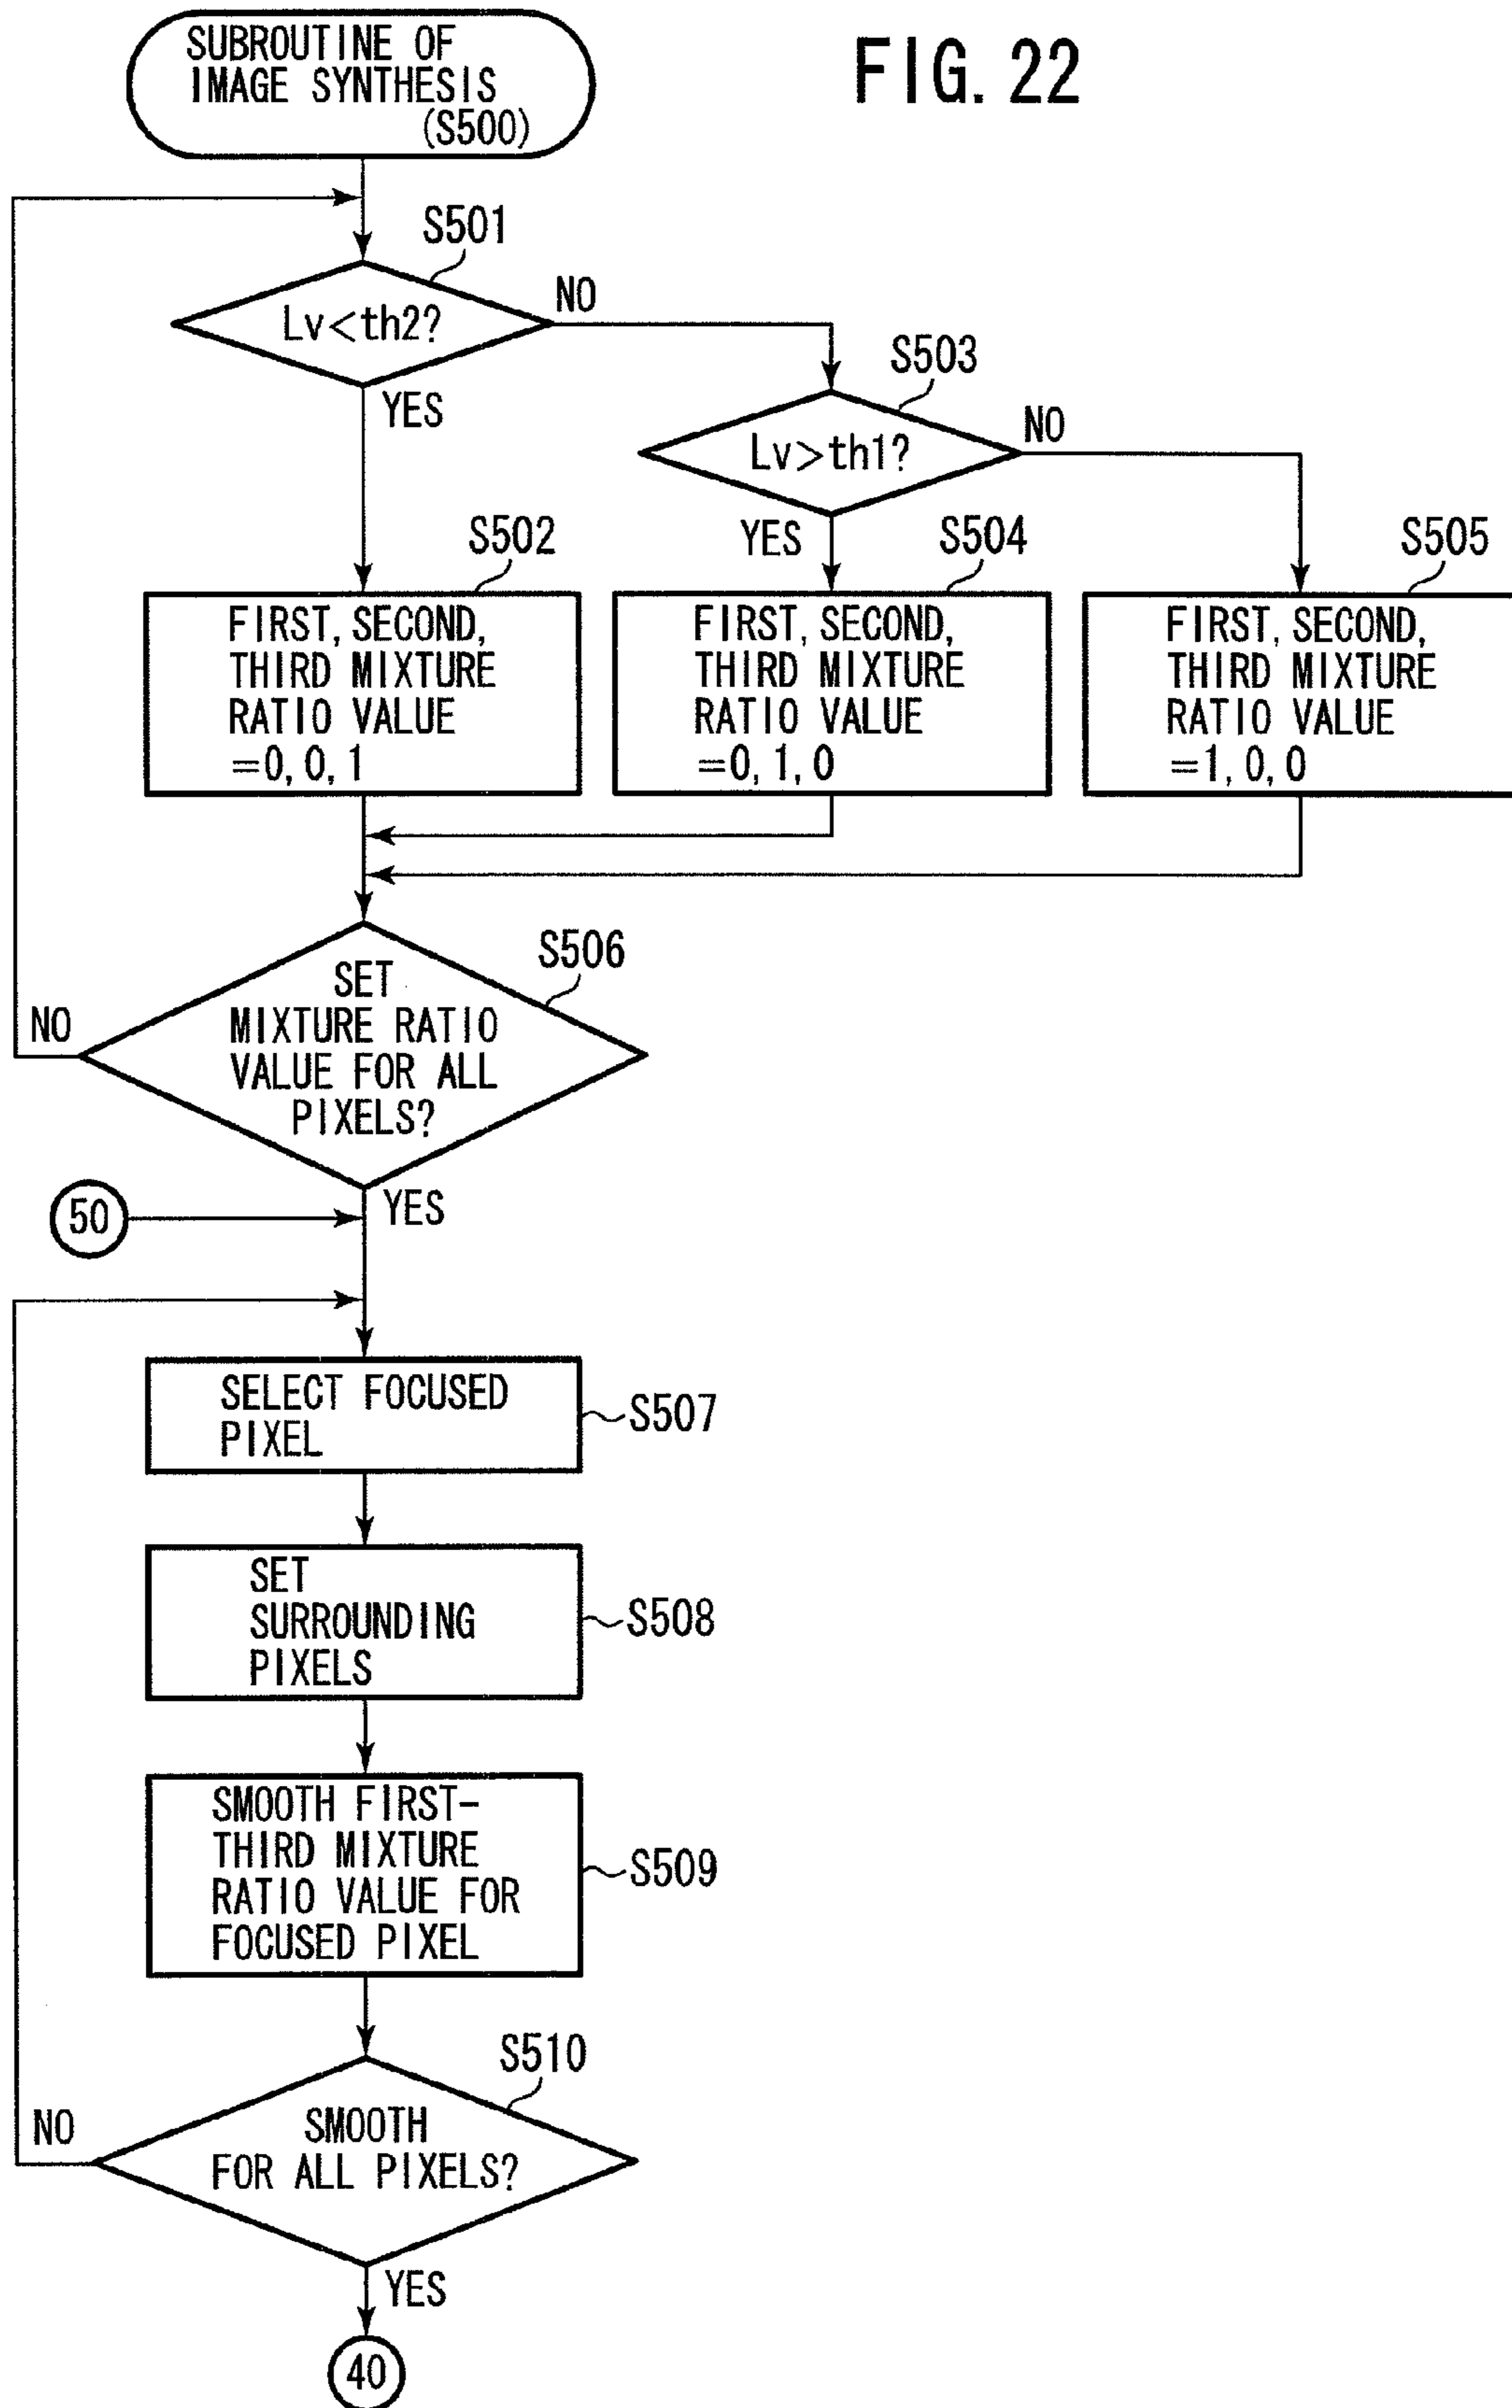 SUBROUTINE OF
IMAGE SYNTHESIS
(S500)
FIG. 22
S501
Lv<th2?
NO
YES
S503
Lv>th1?
NO
YES
S502
FIRST, SECOND,
THIRD MIXTURE
RATIO VALUE
=0, 0, 1
S504
FIRST, SECOND,
THIRD MIXTURE
RATIO VALUE
=0, 1, 0
S505
FIRST, SECOND,
THIRD MIXTURE
RATIO VALUE
=1, 0, 0
S506
SET
MIXTURE RATIO
VALUE FOR ALL
PIXELS?
NO
YES
50
SELECT FOCUSED
PIXEL
S507
SET
SURROUNDING
PIXELS
S508
SMOOTH FIRST-
THIRD MIXTURE
RATIO VALUE FOR
FOCUSED PIXEL
S509
S510
SMOOTH
FOR ALL PIXELS?
NO
YES
40